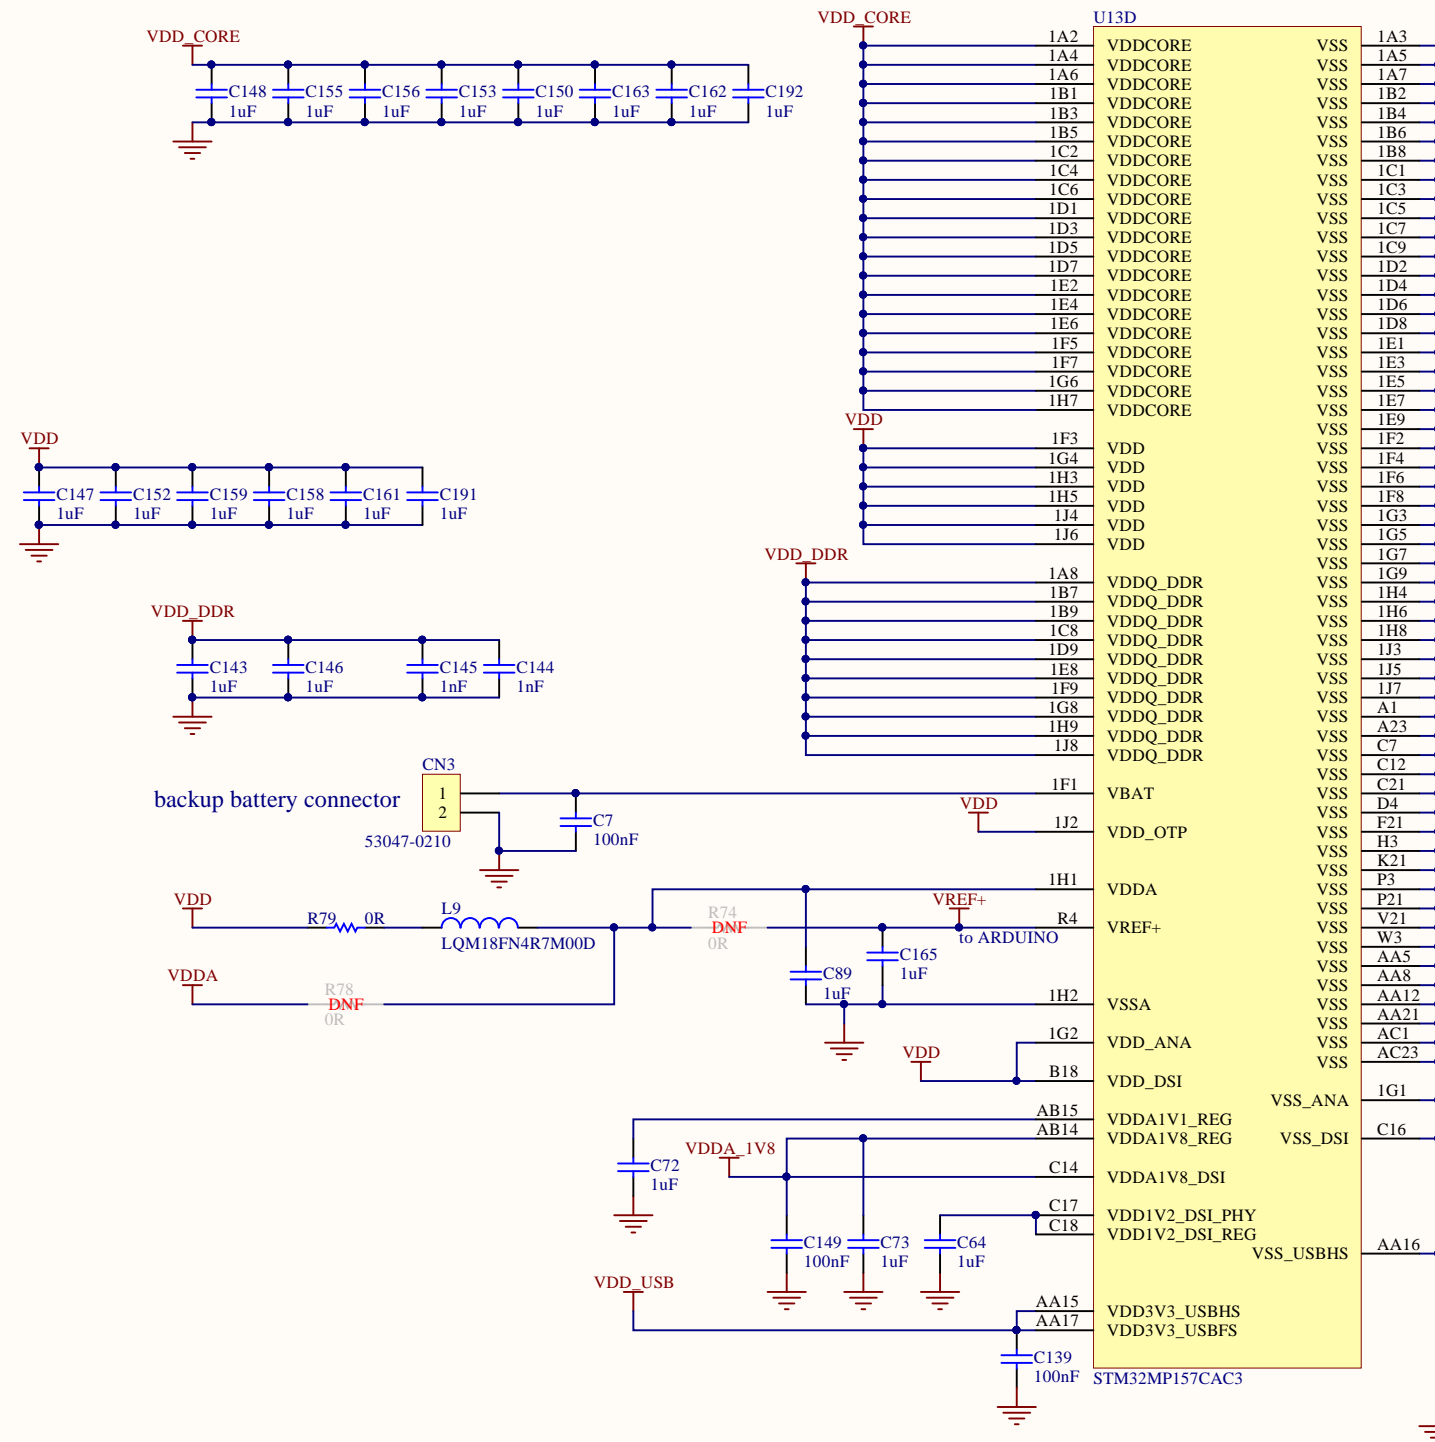 VDD_CORE
C148 C155 C156 C153 C150 C163 C162 C192
1uF 1uF 1uF 1uF 1uF 1uF 1uF 1uF
VDD
C147 C152 C159 C158 C161 C191
1uF 1uF 1uF 1uF 1uF 1uF
VDD_DDR
C143 C146 C145 C144
1uF 1uF 1nF 1nF
CN3
backup battery connector
1
2
53047-0210
C7
100nF
VDD
R79 0R
L9
LQM18FN4R7M00D
VDDA
R78
DNF
0R
R74
DNF
0R
VREF+
to ARDUINO
C89
1uF
C165
1uF
VDD
VDD
C72
1uF
VDDA_1V8
C149
100nF
C73
1uF
C64
1uF
VDD_USB
C139
100nF
VDD_CORE
VDD
VDD_DDR
U13D
1A2 VDDCORE VSS 1A3
1A4 VDDCORE VSS 1A5
1A6 VDDCORE VSS 1A7
1B1 VDDCORE VSS 1B2
1B3 VDDCORE VSS 1B4
1B5 VDDCORE VSS 1B6
1C2 VDDCORE VSS 1B8
1C4 VDDCORE VSS 1C1
1C6 VDDCORE VSS 1C3
1D1 VDDCORE VSS 1C5
1D3 VDDCORE VSS 1C7
1D5 VDDCORE VSS 1C9
1D7 VDDCORE VSS 1D2
1E2 VDDCORE VSS 1D4
1E4 VDDCORE VSS 1D6
1E6 VDDCORE VSS 1D8
1F5 VDDCORE VSS 1E1
1F7 VDDCORE VSS 1E3
1G6 VDDCORE VSS 1E5
1H7 VDDCORE VSS 1E7
VSS 1E9
1F3 VDD VSS 1F2
1G4 VDD VSS 1F4
1H3 VDD VSS 1F6
1H5 VDD VSS 1F8
1J4 VDD VSS 1G3
1J6 VDD VSS 1G5
VSS 1G7
1A8 VDDQ_DDR VSS 1G9
1B7 VDDQ_DDR VSS 1H4
1B9 VDDQ_DDR VSS 1H6
1C8 VDDQ_DDR VSS 1H8
1D9 VDDQ_DDR VSS 1J3
1E8 VDDQ_DDR VSS 1J5
1F9 VDDQ_DDR VSS 1J7
1G8 VDDQ_DDR VSS A1
1H9 VDDQ_DDR VSS A23
1J8 VDDQ_DDR VSS C7
VSS C12
1F1 VBAT VSS C21
VSS D4
1J2 VDD_OTP VSS F21
VSS H3
VSS K21
1H1 VDDA VSS P3
VSS P21
R4 VREF+ VSS V21
VSS W3
VSS AA5
VSS AA8
1H2 VSSA VSS AA12
VSS AA21
1G2 VDD_ANA VSS AC1
VSS AC23
B18 VDD_DSI
VSS_ANA 1G1
AB15 VDDA1V1_REG
AB14 VDDA1V8_REG VSS_DSI C16
C14 VDDA1V8_DSI
C17 VDD1V2_DSI_PHY
C18 VDD1V2_DSI_REG
VSS_USBHS AA16
AA15 VDD3V3_USBHS
AA17 VDD3V3_USBFS
STM32MP157CAC3